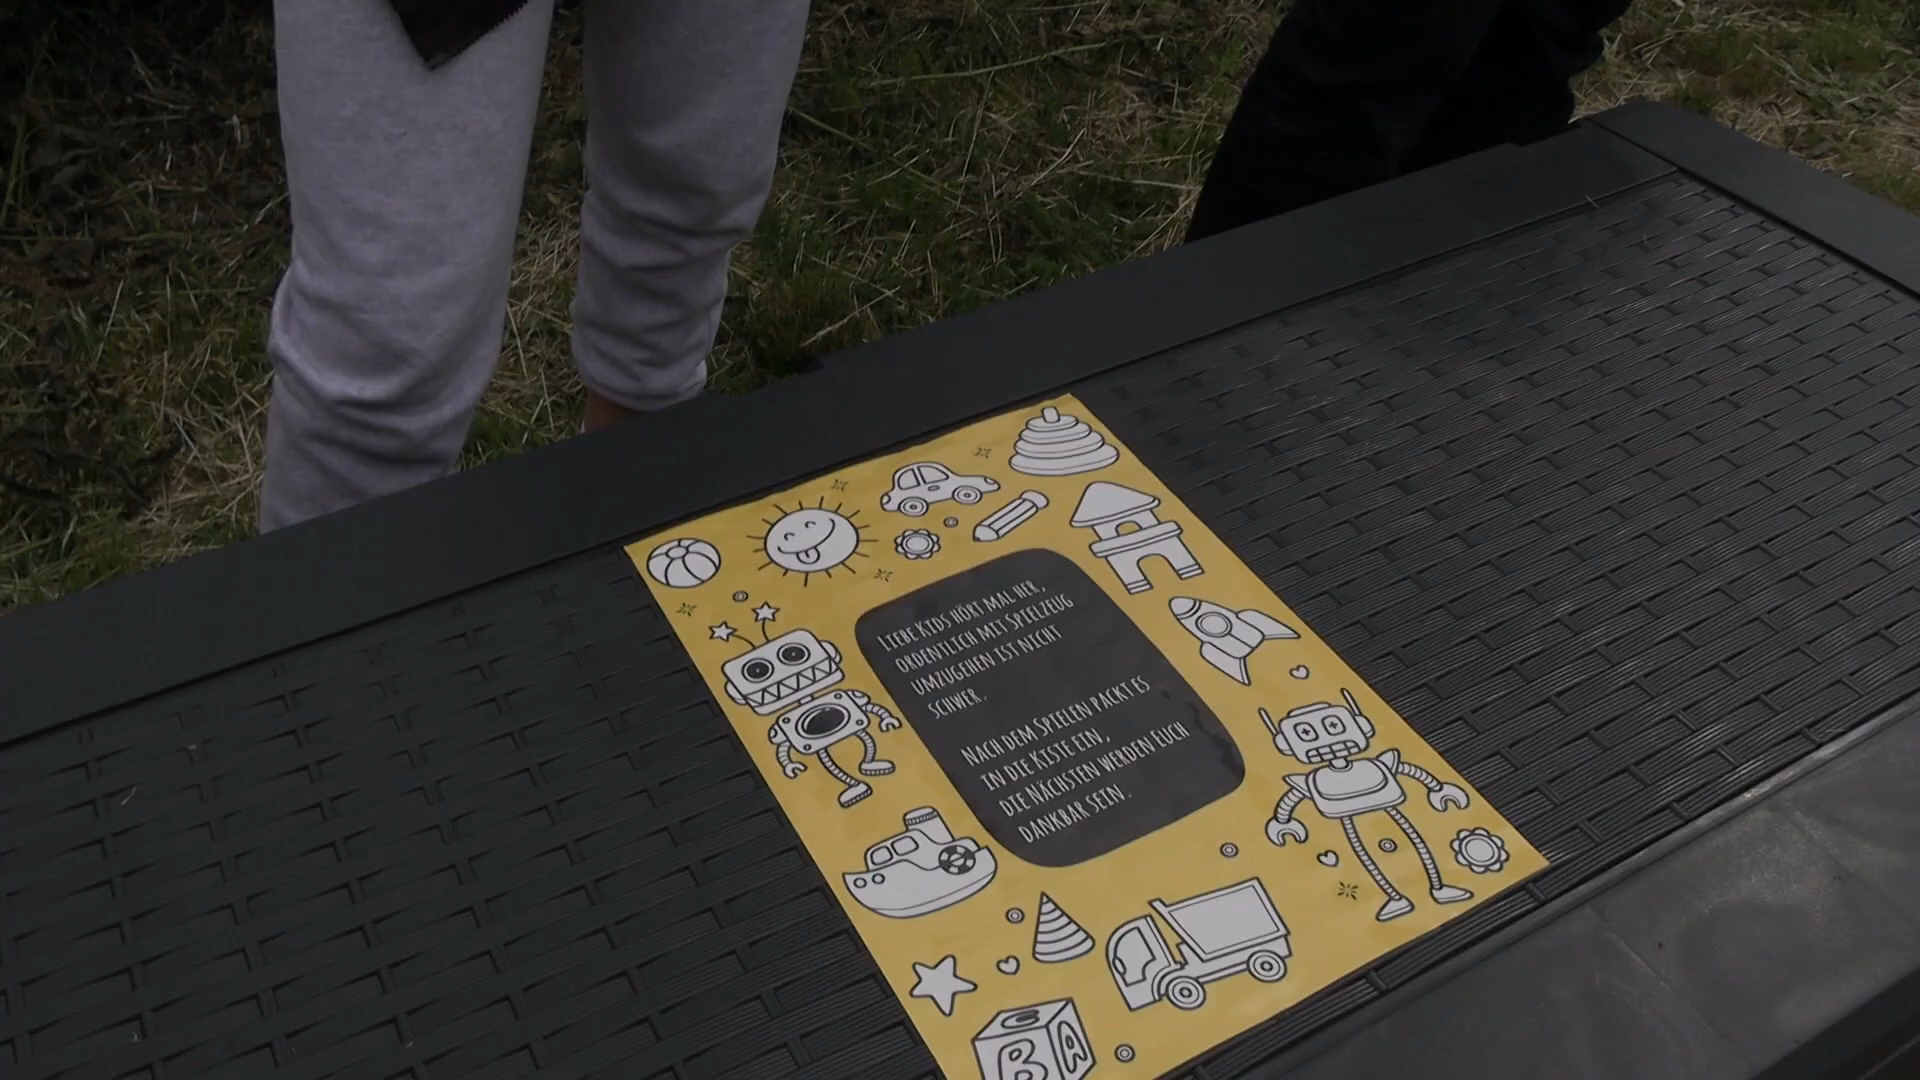 Liebe Kids hört mal her,
ordentlich mit Spielzeug
umzugehen ist nicht
schwer.
Nach dem Spielen packt es
in die Kiste ein,
die Nächsten werden Euch
dankbar sein.
C
B A